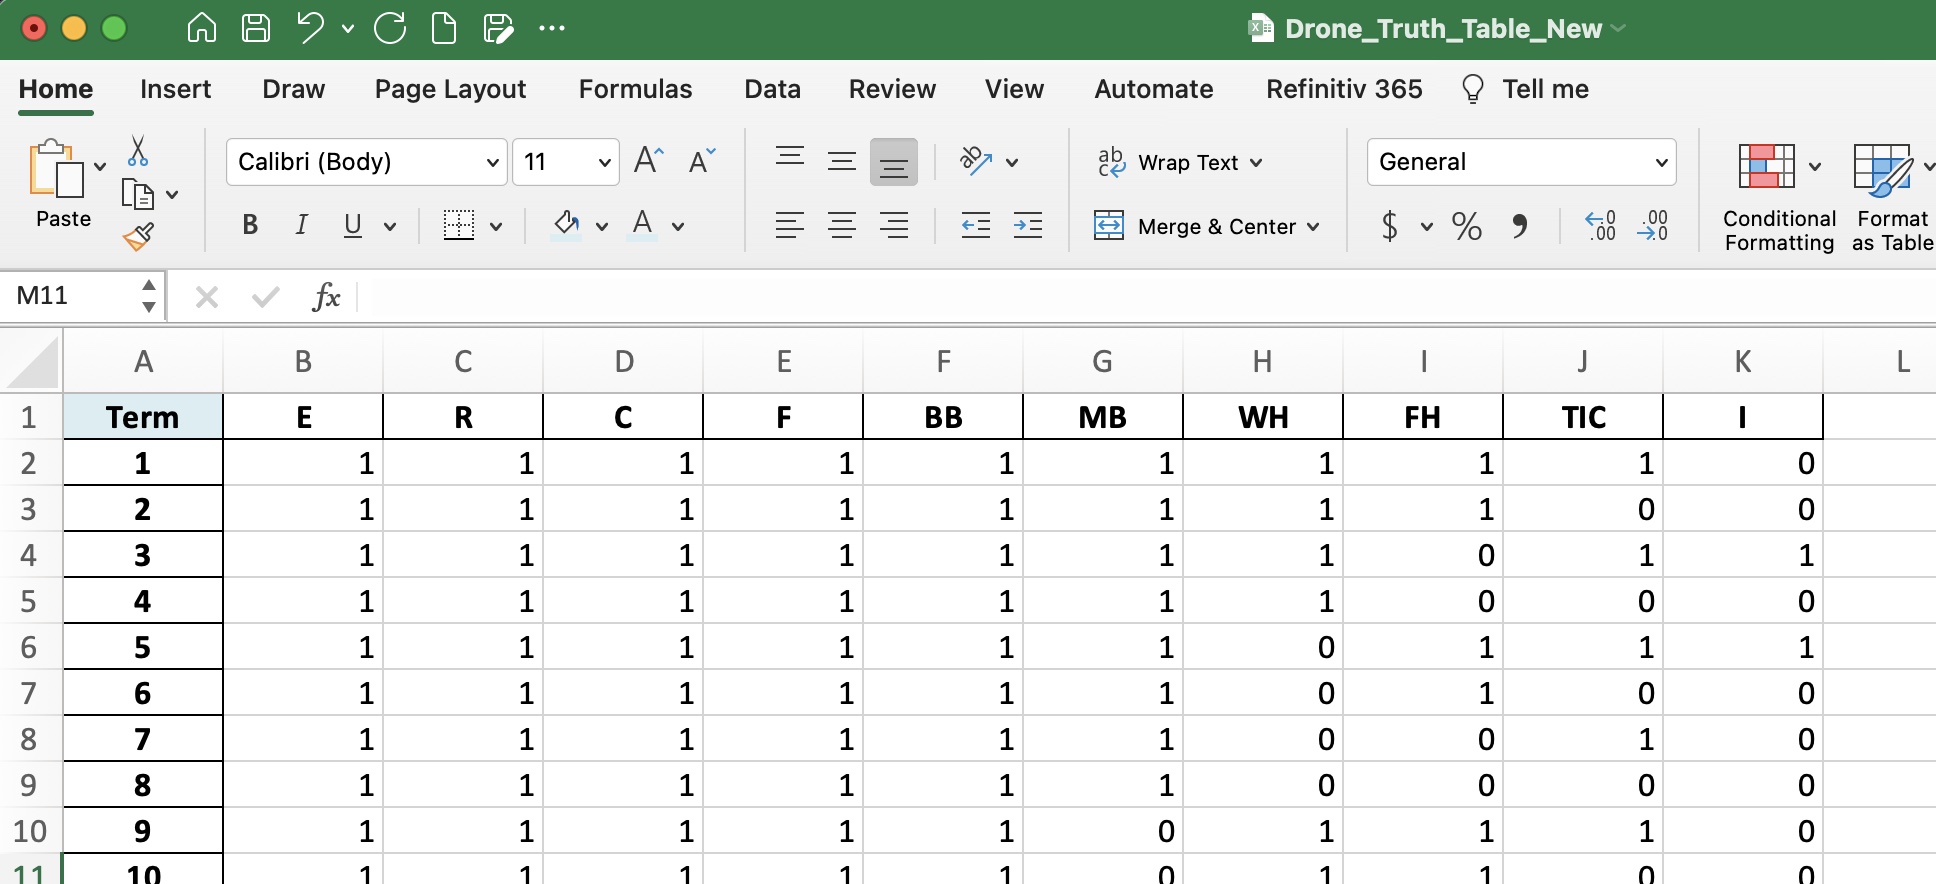 Drone_Truth_Table_New
Home Insert Draw Page Layout Formulas Data Review View Automate Refinitiv 365 Tell me
Calibri (Body) 11 A A ab Wrap Text General
Paste B I U A Merge & Center $ % , .0 .00 .00 .0 Conditional Formatting Format as Table
M11 fx
A B C D E F G H I J K L
1 Term E R C F BB MB WH FH TIC I
2 1 1 1 1 1 1 1 1 1 1 0
3 2 1 1 1 1 1 1 1 1 0 0
4 3 1 1 1 1 1 1 1 0 1 1
5 4 1 1 1 1 1 1 1 0 0 0
6 5 1 1 1 1 1 1 0 1 1 1
7 6 1 1 1 1 1 1 0 1 0 0
8 7 1 1 1 1 1 1 0 0 1 0
9 8 1 1 1 1 1 1 0 0 0 0
10 9 1 1 1 1 1 0 1 1 1 0
11 10 1 1 1 1 1 0 1 1 0 0